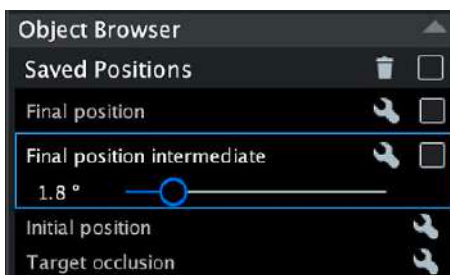 Object Browser
Saved Positions
Final position
Final position intermediate
1.8 °
Initial position
Target occlusion